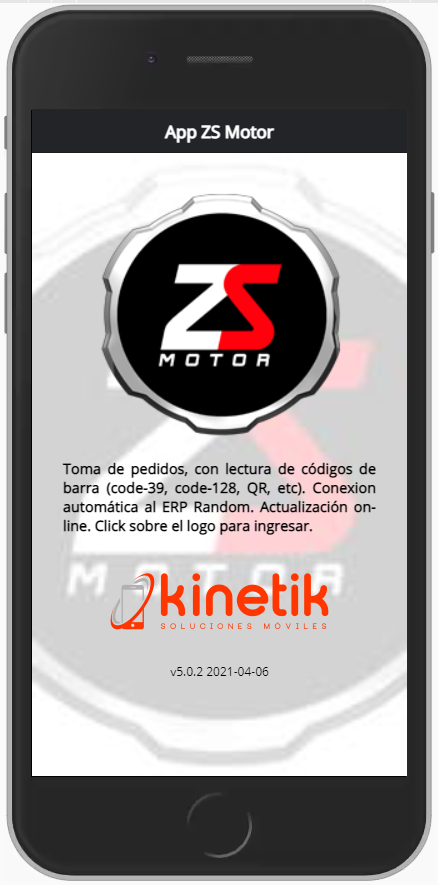 App ZS Motor
ZS
MOTOR
Toma de pedidos, con lectura de códigos de
barra (code-39, code-128, QR, etc). Conexion
automática al ERP Random. Actualización on-
line. Click sobre el logo para ingresar.
MOTOR
kinetik
SOLUCIONES MÓVILES
v5.0.2 2021-04-06